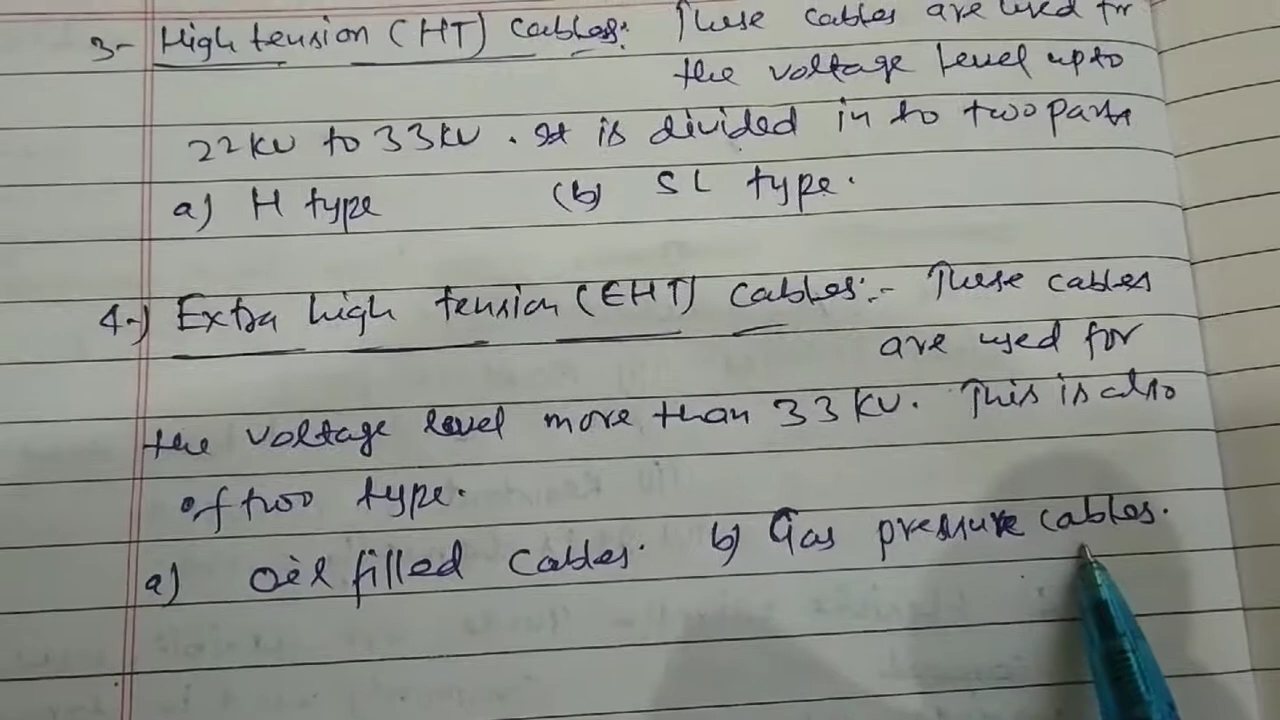 3- High tension (HT) cables:  These cables are used for
the voltage level upto
22KV to 33KV. It is divided in to two parts
a) H type (b) SL type.
4.) Extra high tension (EHT) cables:- These cables
are used for
the voltage level more than 33KV. This is also
of two type.
a) Oil filled cables. b) Gas pressure cables.